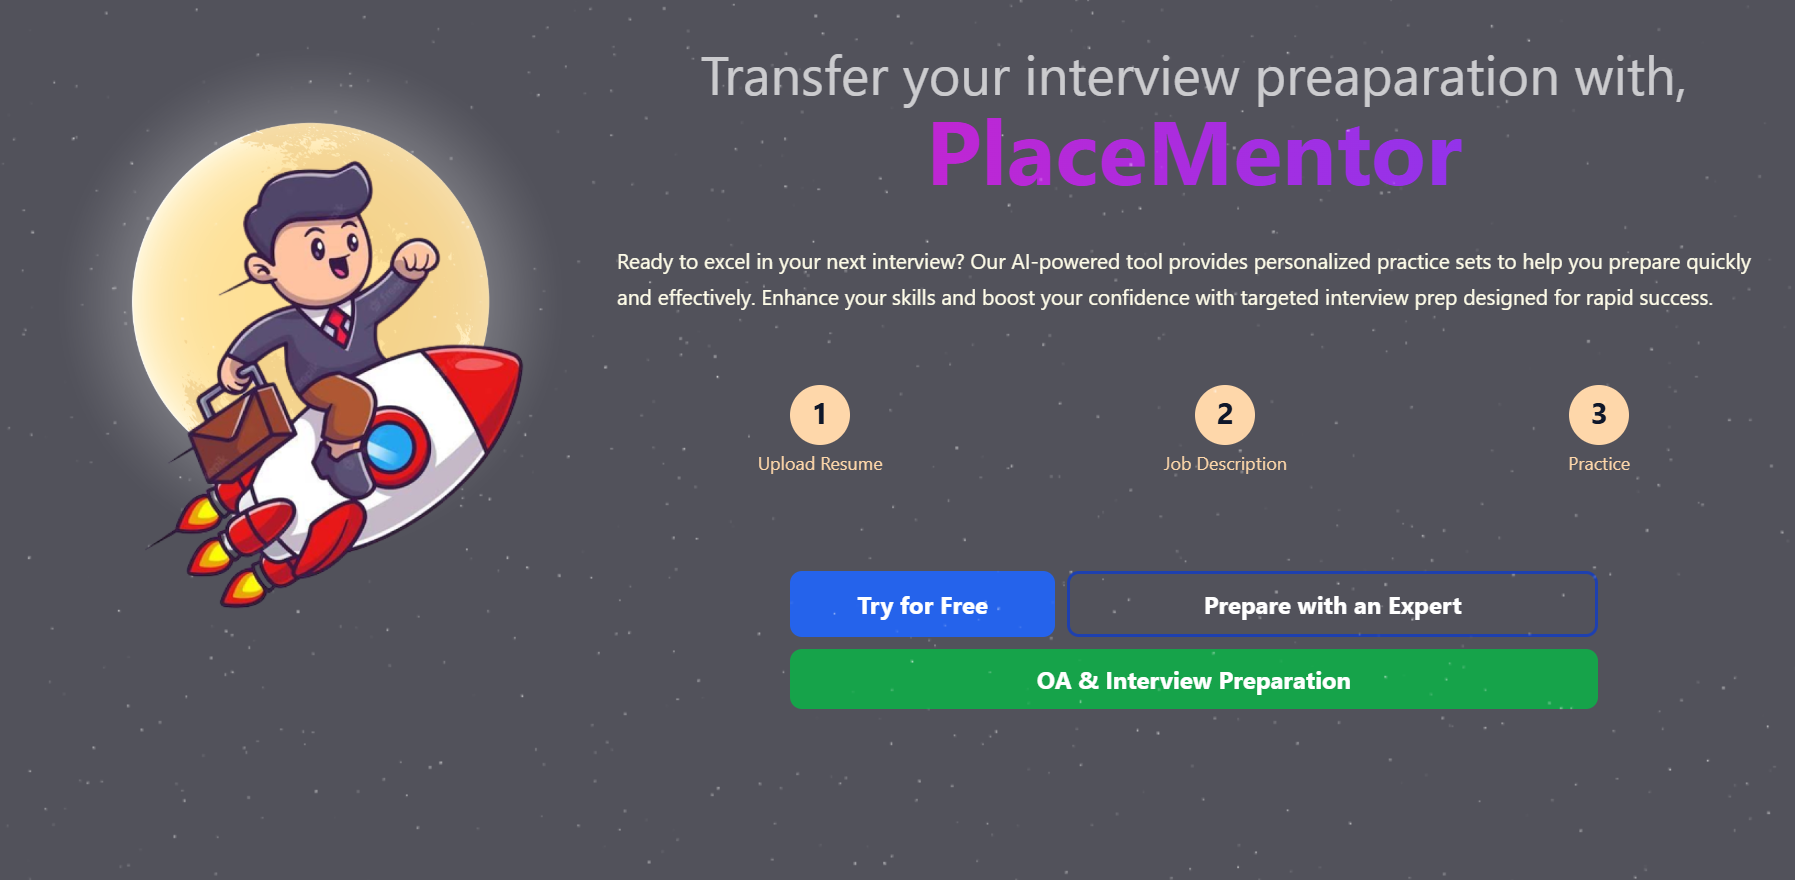 Transfer your interview preaparation with,
PlaceMentor
Ready to excel in your next interview? Our AI-powered tool provides personalized practice sets to help you prepare quickly
and effectively. Enhance your skills and boost your confidence with targeted interview prep designed for rapid success.
1
2
3
Upload Resume
Job Description
Practice
Try for Free
Prepare with an Expert
OA & Interview Preparation